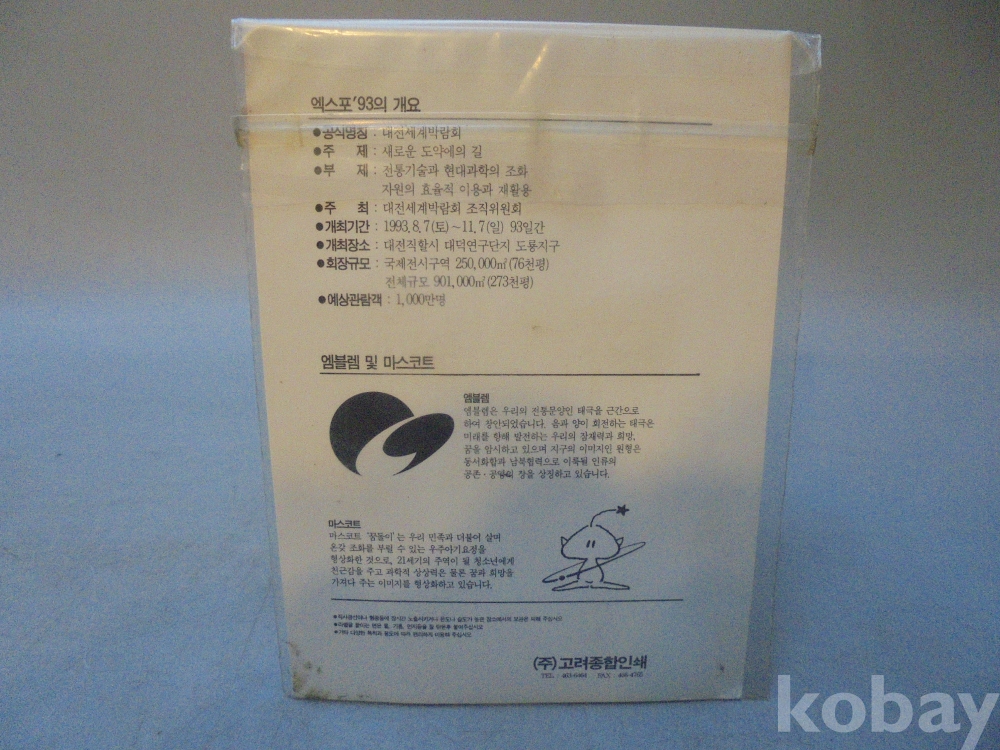 엑스포'93의 개요
●공식명칭 : 대전세계박람회
●주 제 : 새로운 도약에의 길
●부 제 : 전통기술과 현대과학의 조화
자원의 효율적 이용과 재활용
●주 최 : 대전세계박람회 조직위원회
●개최기간 : 1993. 8. 7(토)~11. 7(일) 93일간
●개최장소 : 대전직할시 대덕연구단지 도룡지구
●회장규모 : 국제전시구역 250,000㎡(76천평)
전체규모 901,000㎡(273천평)
●예상관람객 : 1,000만명
엠블렘 및 마스코트
엠블렘
엠블렘은 우리의 전통문양인 태극을 근간으로
하여 창안되었습니다. 음과 양이 회전하는 태극은
미래를 향해 발전하는 우리의 잠재력과 희망,
꿈을 암시하고 있으며 지구의 이미지인 원형은
동서화합과 남북협력으로 이룩될 인류의
공존·공영의 장을 상징하고 있습니다.
마스코트
마스코트 '꿈돌이'는 우리 민족과 더불어 살며
온갖 조화를 부릴 수 있는 우주아기요정을
형상화한 것으로, 21세기의 주역이 될 청소년에게
친근감을 주고 과학적 상상력은 물론 꿈과 희망을
가져다 주는 이미지를 형상화하고 있습니다.
(주)고려종합인쇄
TEL : FAX :
kobay